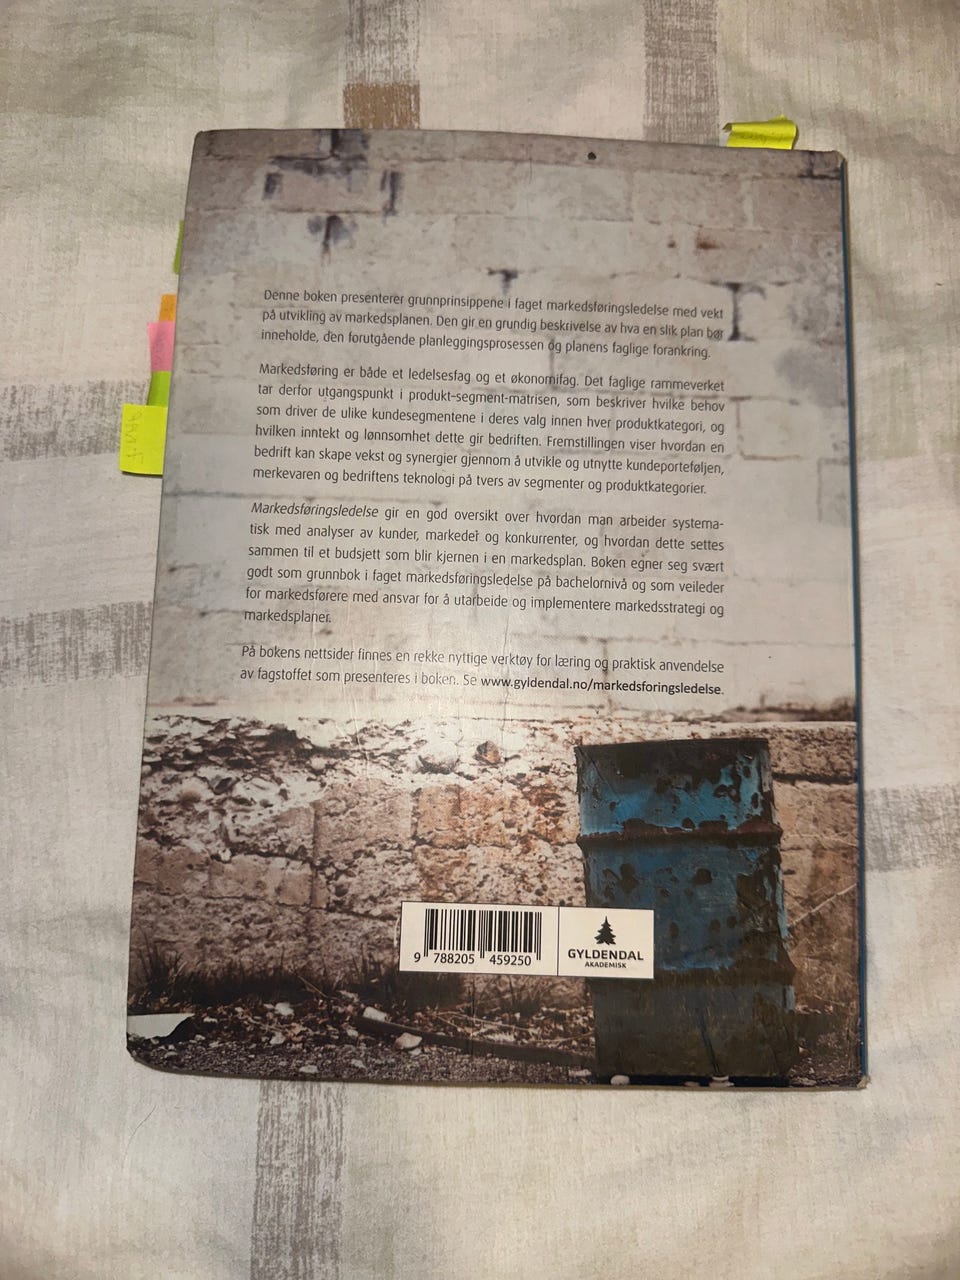 Denne boken presenterer grunnprinsippene i faget markedsføringsledelse med vekt
på utvikling av markedsplanen. Den gir en grundig beskrivelse av hva en slik plan bør
inneholde, den forutgående planleggingsprosessen og planens faglige forankring.
Markedsføring er både et ledelsesfag og et økonomifag. Det faglige rammeverket
tar derfor utgangspunkt i produkt-segment-matrisen, som beskriver hvilke behov
som driver de ulike kundesegmentene i deres valg innen hver produktkategori, og
hvilken inntekt og lønnsomhet dette gir bedriften. Fremstillingen viser hvordan en
bedrift kan skape vekst og synergier gjennom å utvikle og utnytte kundeporteføljen,
merkevaren og bedriftens teknologi på tvers av segmenter og produktkategorier.
Markedsføringsledelse gir en god oversikt over hvordan man arbeider systema-
tisk med analyser av kunder, markeder og konkurrenter, og hvordan dette settes
sammen til et budsjett som blir kjernen i en markedsplan. Boken egner seg svært
godt som grunnbok i faget markedsføringsledelse på bachelornivå og som veileder
for markedsførere med ansvar for å utarbeide og implementere markedsstrategi og
markedsplaner.
På bokens nettsider finnes en rekke nyttige verktøy for læring og praktisk anvendelse
av fagstoffet som presenteres i boken. Se www.gyldendal.no/markedsforingsledelse.
9 788205 459250
GYLDENDAL
AKADEMISK